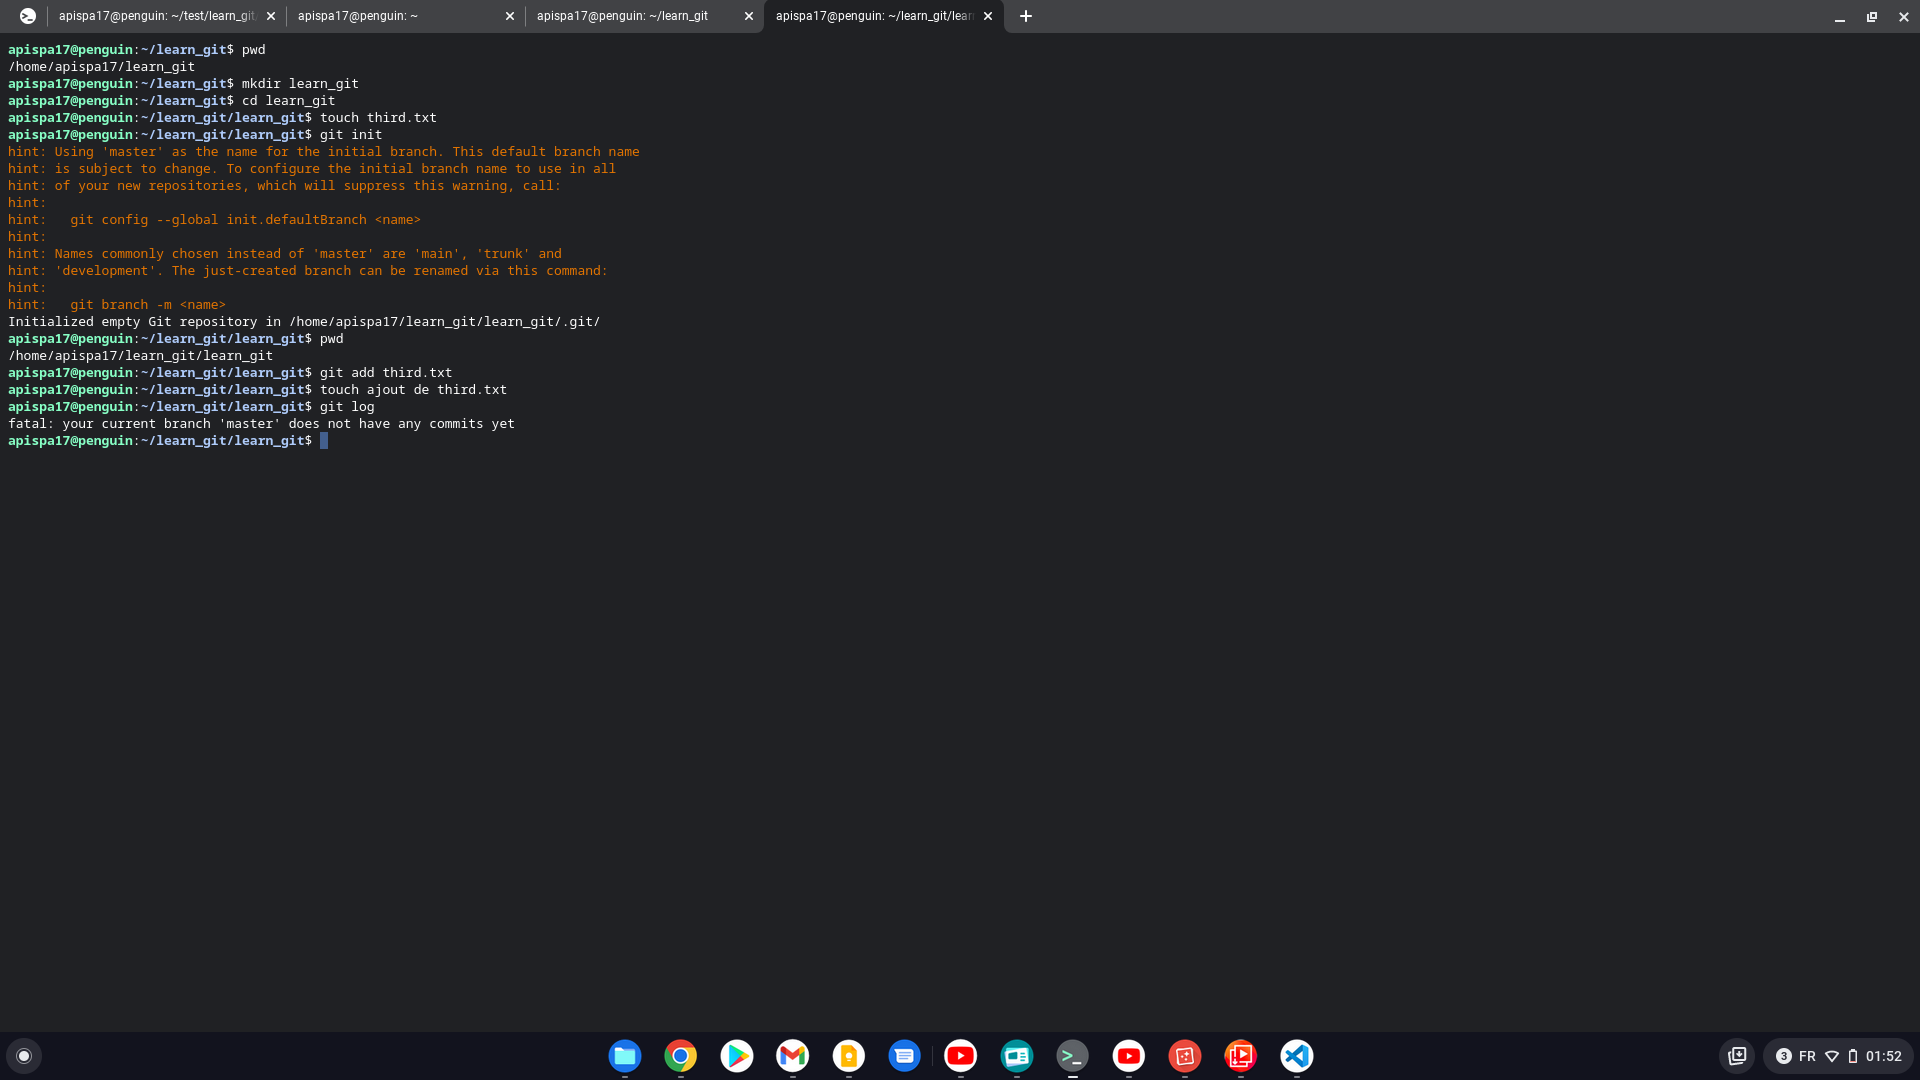 apispa17@penguin: ~/test/learn_git
apispa17@penguin: ~
apispa17@penguin: ~/learn_git
apispa17@penguin: ~/learn_git/lear
apispa17@penguin:~/learn_git$ pwd
/home/apispa17/learn_git
apispa17@penguin:~/learn_git$ mkdir learn_git
apispa17@penguin:~/learn_git$ cd learn_git
apispa17@penguin:~/learn_git/learn_git$ touch third.txt
apispa17@penguin:~/learn_git/learn_git$ git init
hint: Using 'master' as the name for the initial branch. This default branch name
hint: is subject to change. To configure the initial branch name to use in all
hint: of your new repositories, which will suppress this warning, call:
hint:
hint:   git config --global init.defaultBranch <name>
hint:
hint: Names commonly chosen instead of 'master' are 'main', 'trunk' and
hint: 'development'. The just-created branch can be renamed via this command:
hint:
hint:   git branch -m <name>
Initialized empty Git repository in /home/apispa17/learn_git/learn_git/.git/
apispa17@penguin:~/learn_git/learn_git$ pwd
/home/apispa17/learn_git/learn_git
apispa17@penguin:~/learn_git/learn_git$ git add third.txt
apispa17@penguin:~/learn_git/learn_git$ touch ajout de third.txt
apispa17@penguin:~/learn_git/learn_git$ git log
fatal: your current branch 'master' does not have any commits yet
apispa17@penguin:~/learn_git/learn_git$
3 FR 01:52